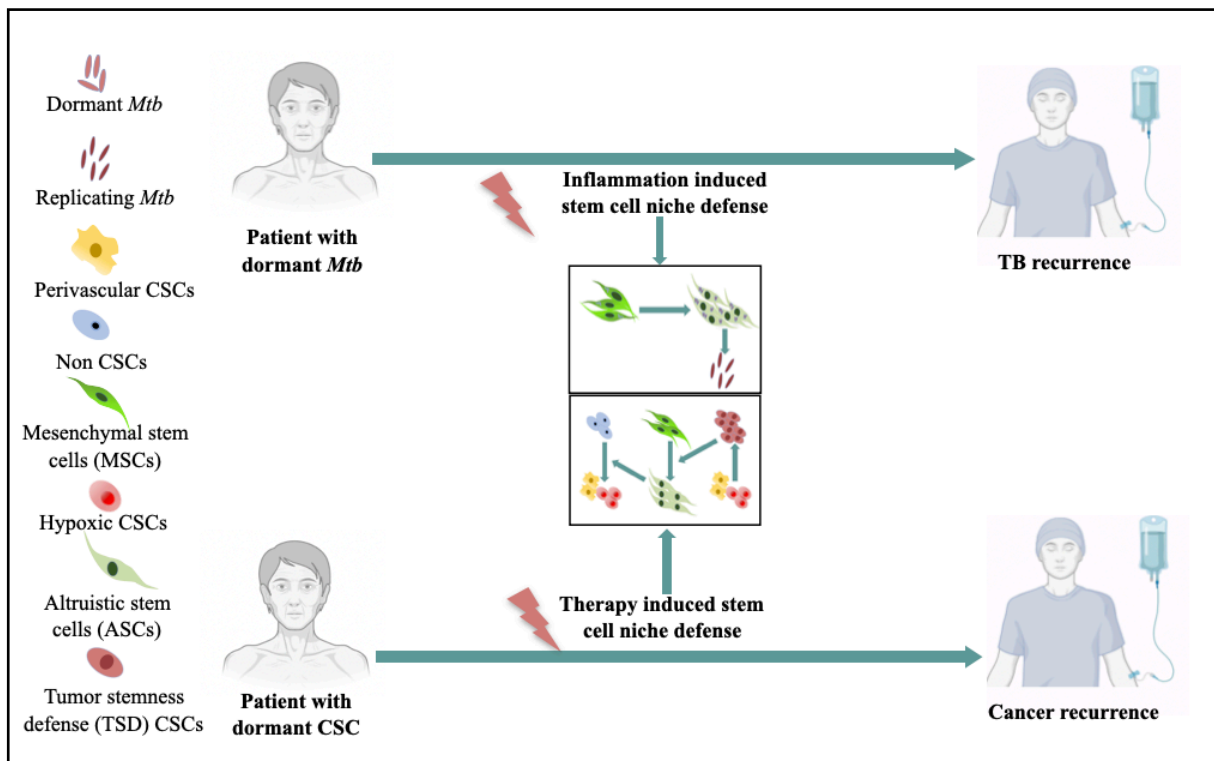 Dormant Mtb
Replicating Mtb
Perivascular CSCs
Non CSCs
Mesenchymal stem
cells (MSCs)
Hypoxic CSCs
Altruistic stem
cells (ASCs)
Tumor stemness
defense (TSD) CSCs
Patient with
dormant Mtb
Inflammation induced
stem cell niche defense
TB recurrence
Patient with
dormant CSC
Therapy induced stem
cell niche defense
Cancer recurrence